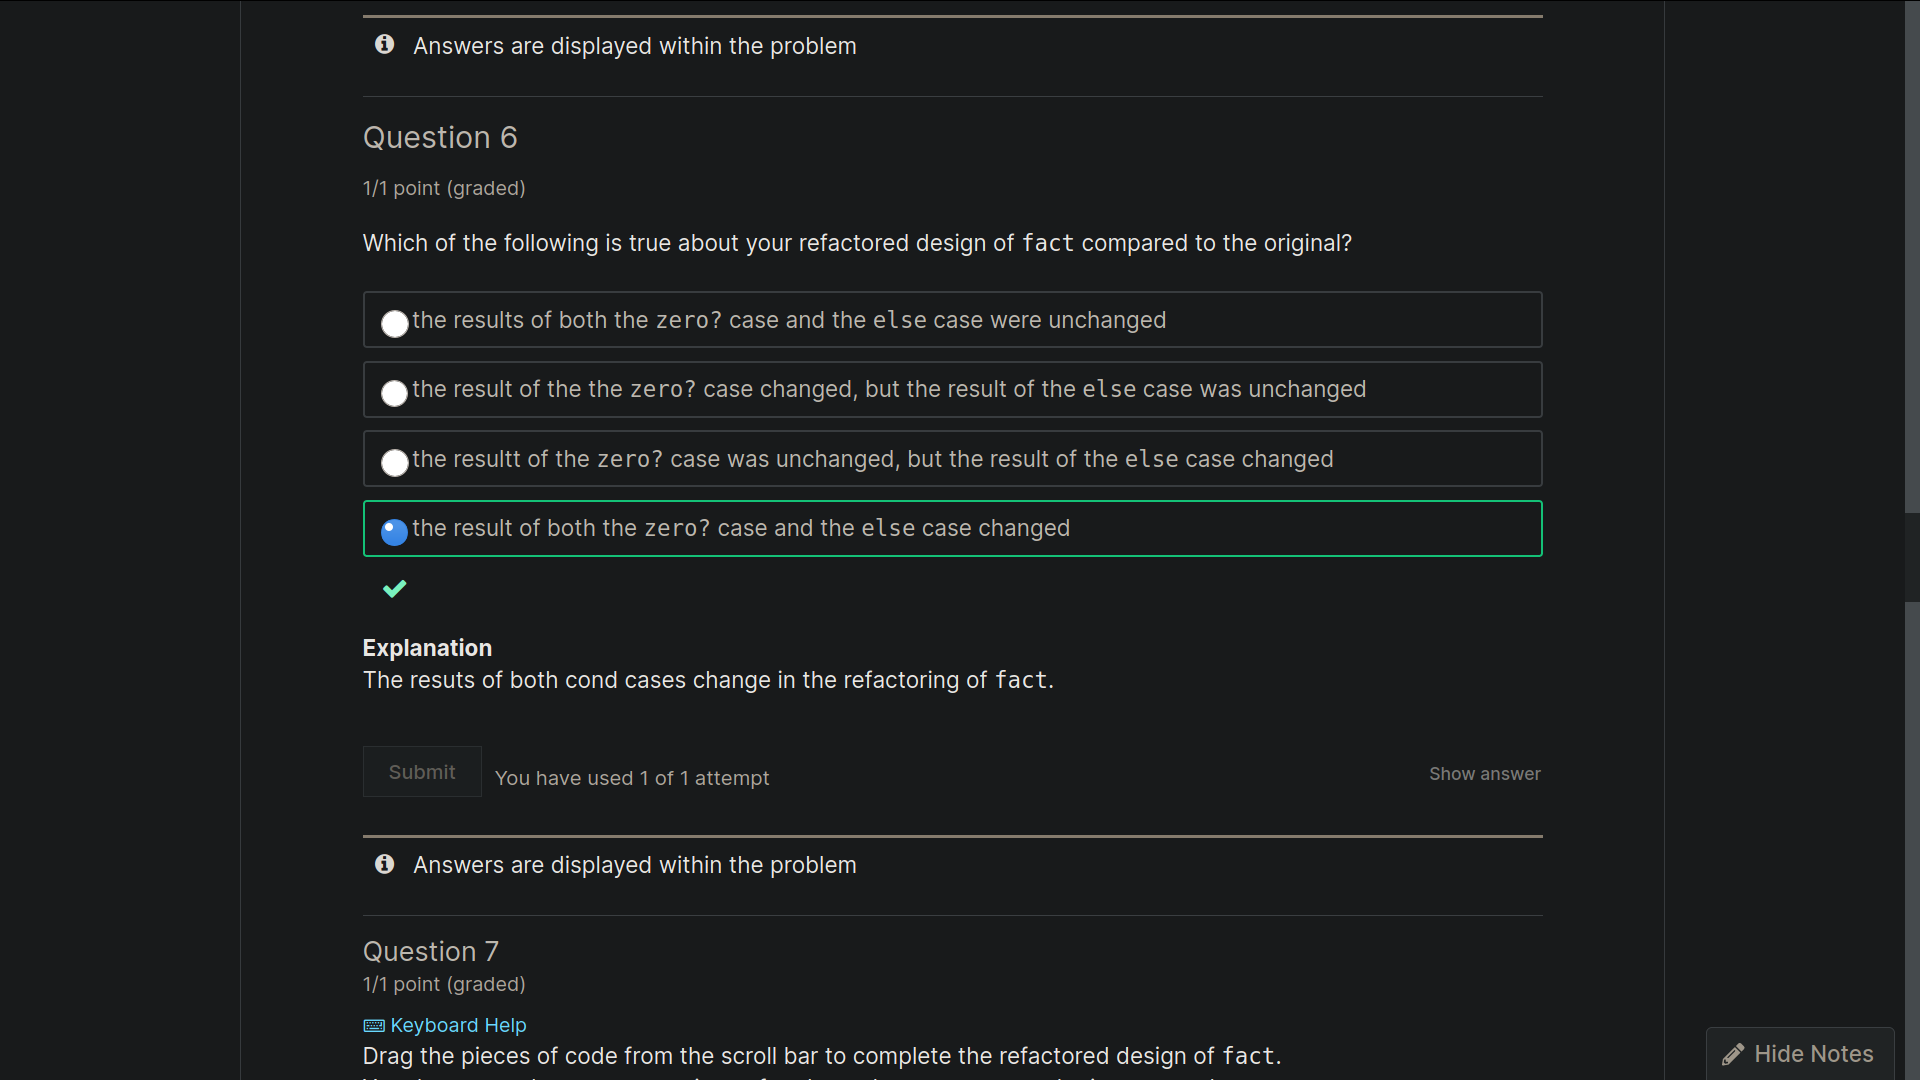 Answers are displayed within the problem
Question 6
1/1 point (graded)
Which of the following is true about your refactored design of fact compared to the original?
the results of both the zero? case and the else case were unchanged
the result of the the zero? case changed, but the result of the else case was unchanged
the resultt of the zero? case was unchanged, but the result of the else case changed
the result of both the zero? case and the else case changed
Explanation
The resuts of both cond cases change in the refactoring of fact.
Submit
You have used 1 of 1 attempt
Show answer
Answers are displayed within the problem
Question 7
1/1 point (graded)
Keyboard Help
Drag the pieces of code from the scroll bar to complete the refactored design of fact.
Hide Notes